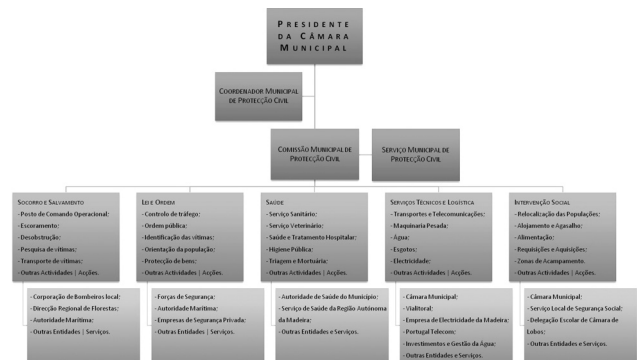 PRESIDENTE
DA CÂMARA
MUNICIPAL
COORDENADOR MUNICIPAL
DE PROTECÇÃO CIVIL
COMISSÃO MUNICIPAL DE
PROTECÇÃO CIVIL
SERVIÇO MUNICIPAL DE
PROTECÇÃO CIVIL
SOCORRO E SALVAMENTO
- Posto de Comando Operacional;
- Escoramento;
- Desobstrução;
- Pesquisa de vítimas;
- Transporte de vítimas;
- Outras Actividades | Acções.
LEI E ORDEM
- Controlo de tráfego;
- Ordem pública;
- Identificação das vítimas;
- Orientação da população;
- Protecção de bens;
- Outras Actividades | Acções.
SAÚDE
- Serviço Sanitário;
- Serviço Veterinário;
- Saúde e Tratamento Hospitalar;
- Higiene Pública;
- Triagem e Mortuária;
- Outras Actividades | Acções.
SERVIÇOS TÉCNICOS E LOGÍSTICA
- Transportes e Telecomunicações;
- Maquinaria Pesada;
- Água;
- Esgotos;
- Electricidade;
- Outras Actividades | Acções.
INTERVENÇÃO SOCIAL
- Relocalização das Populações;
- Alojamento e Agasalho;
- Alimentação;
- Requisições e Aquisições;
- Zonas de Acampamento.
- Outras Actividades | Acções.
- Corporação de Bombeiros local;
- Direcção Regional de Florestas;
- Autoridade Marítima;
- Outras Entidades | Serviços.
- Forças de Segurança;
- Autoridade Marítima;
- Empresas de Segurança Privada;
- Outras Entidades | Serviços.
- Autoridade de Saúde do Município;
- Serviço de Saúde da Região Autónoma
da Madeira;
- Outras Entidades e Serviços.
- Câmara Municipal;
- Vialitoral;
- Empresa de Electricidade da Madeira;
- Portugal Telecom;
- Investimentos e Gestão da Água;
- Outras Entidades e Serviços.
- Câmara Municipal;
- Serviço Local de Segurança Social;
- Delegação Escolar de Câmara de
Lobos;
- Outras Entidades e Serviços.